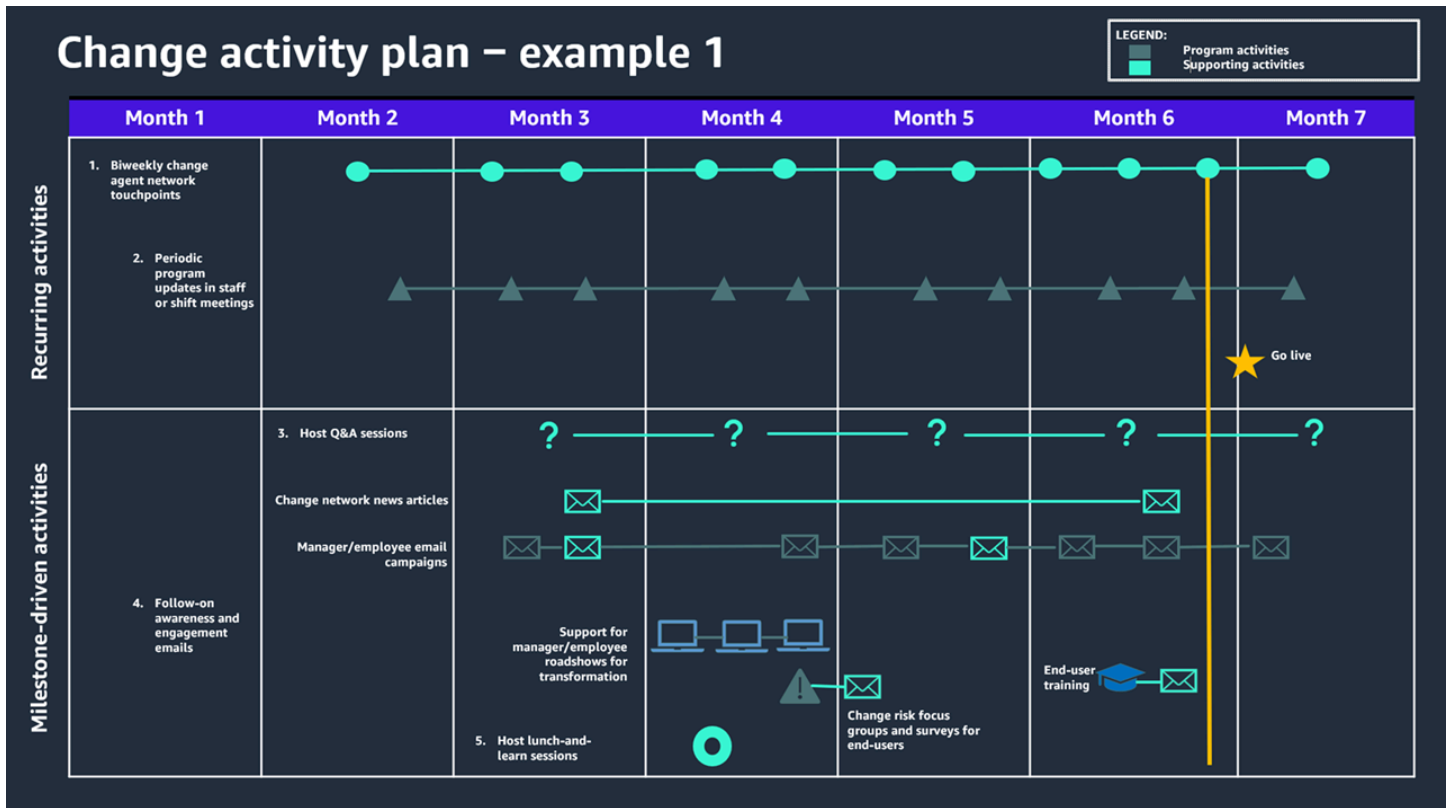 Change activity plan – example 1
LEGEND:
Program activities
Supporting activities
Month 1
Month 2
Month 3
Month 4
Month 5
Month 6
Month 7
Recurring activities
1. Biweekly change
agent network
touchpoints
2. Periodic
program
updates in staff
or shift meetings
Go live
Milestone-driven activities
3. Host Q&A sessions
? ? ? ? ?
Change network news articles
Manager/employee email
campaigns
4. Follow-on
awareness and
engagement
emails
Support for
manager/employee
roadshows for
transformation
!
End-user
training
Change risk focus
groups and surveys for
end-users
5. Host lunch-and-
learn sessions